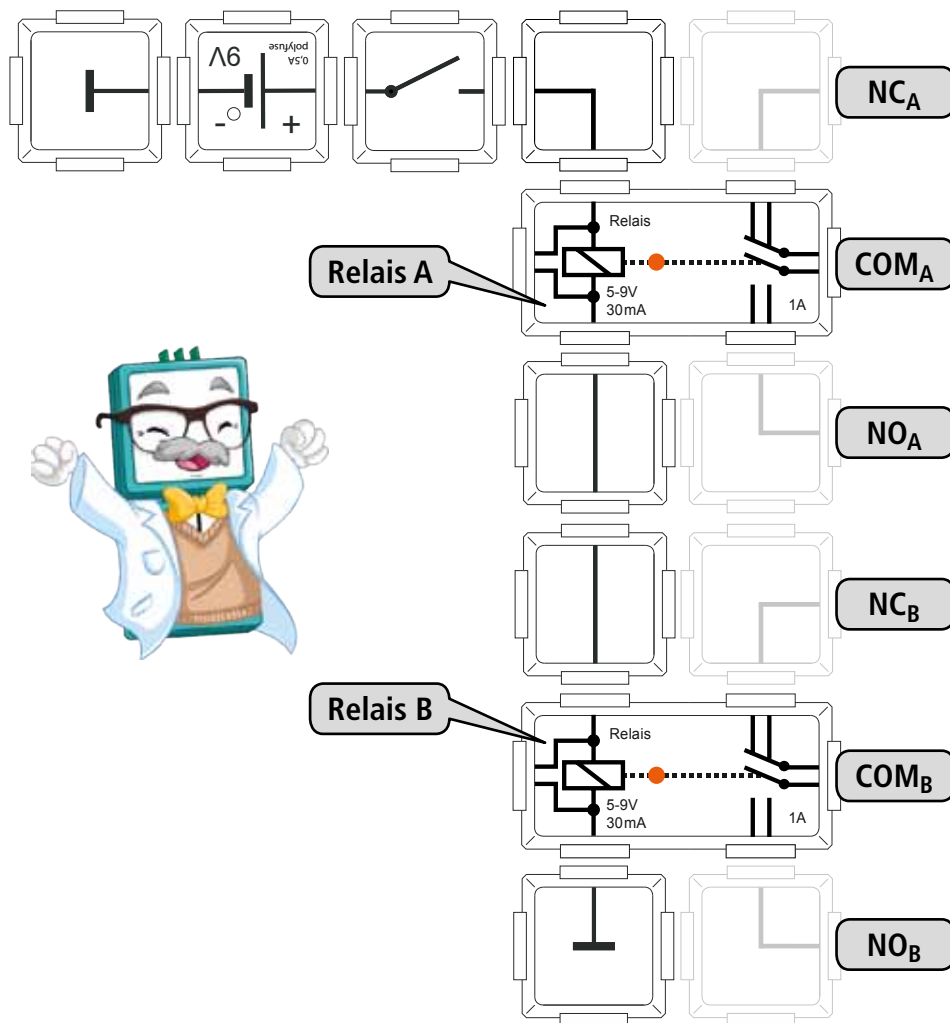 9V
0,5A
polyfuse
-
+
NCA
Relais
Relais A
COMA
5-9V
30mA
1A
NOA
NCB
Relais B
Relais
COMB
5-9V
30mA
1A
NOB